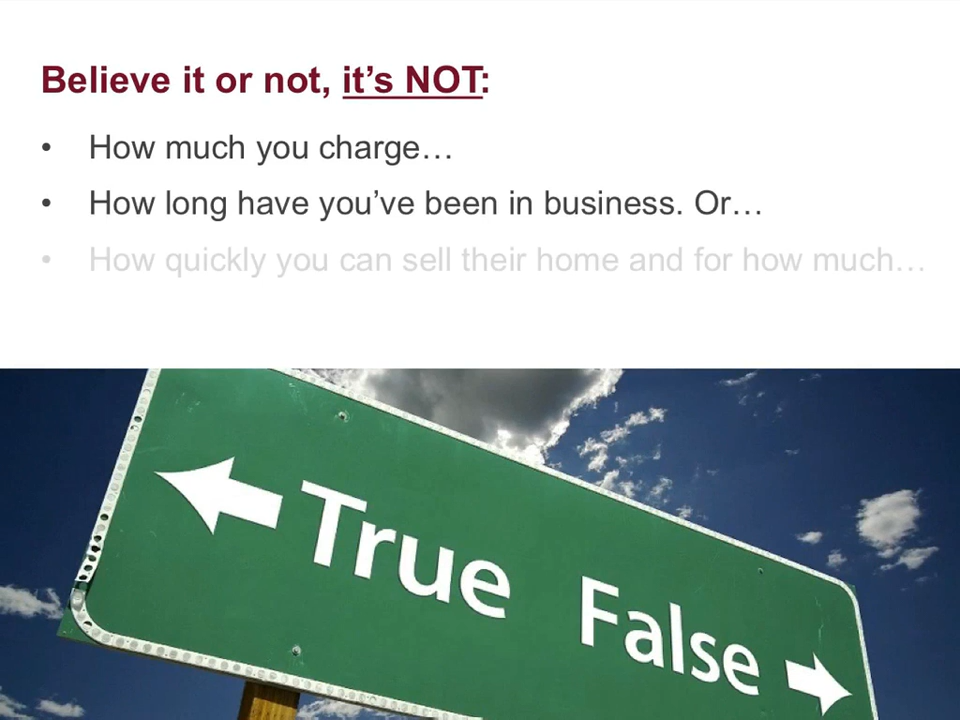 Believe it or not, it's NOT:
• How much you charge…
• How long have you've been in business. Or…
• How quickly you can sell their home and for how much…
True False